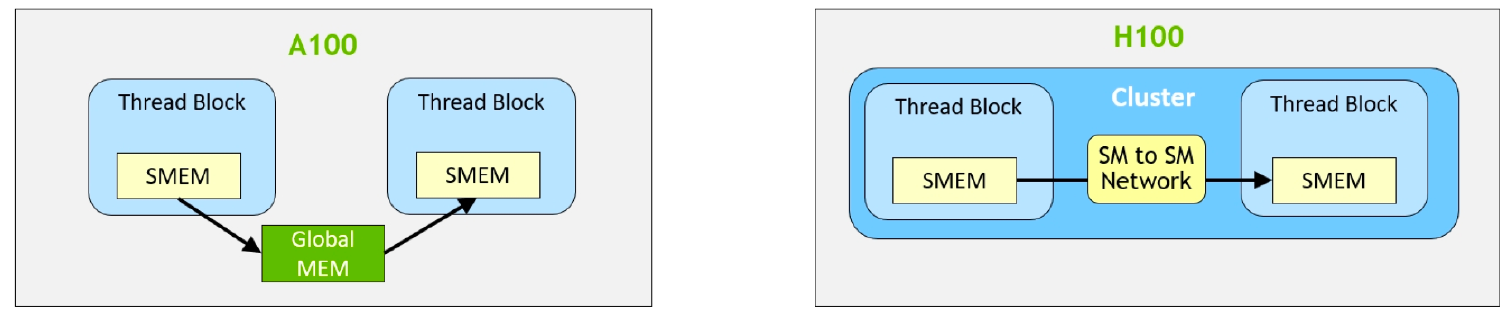 A100
Thread Block
Thread Block
SMEM
SMEM
Global
MEM
H100
Cluster
Thread Block
Thread Block
SM to SM
Network
SMEM
SMEM